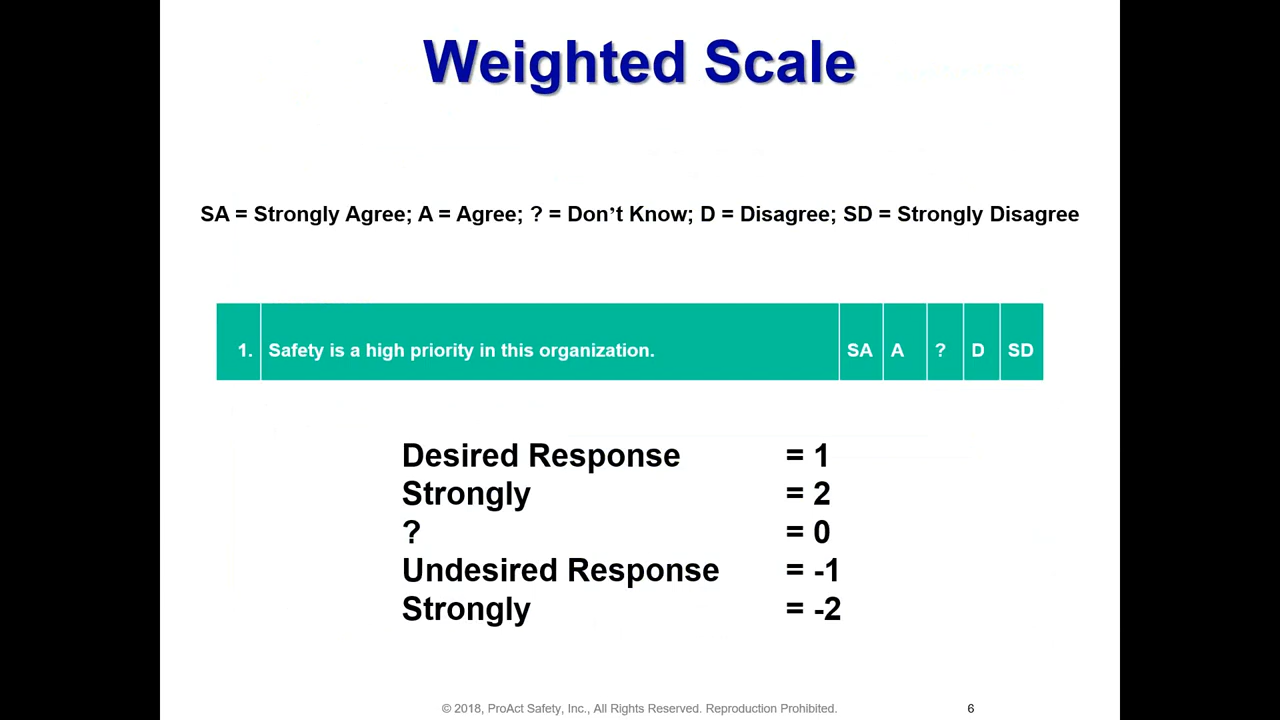 Weighted Scale
SA = Strongly Agree; A = Agree; ? = Don’t Know; D = Disagree; SD = Strongly Disagree
1. Safety is a high priority in this organization. SA A ? D SD
Desired Response = 1
Strongly = 2
? = 0
Undesired Response = -1
Strongly = -2
© 2018, ProAct Safety, Inc., All Rights Reserved. Reproduction Prohibited. 6